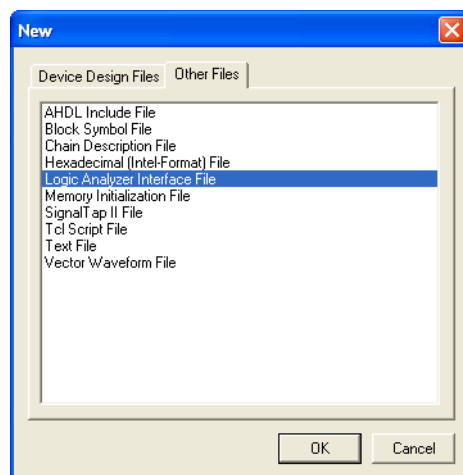 New
Device Design Files Other Files
AHDL Include File
Block Symbol File
Chain Description File
Hexadecimal (Intel-Format) File
Logic Analyzer Interface File
Memory Initialization File
SignalTap II File
Tcl Script File
Text File
Vector Waveform File
OK Cancel